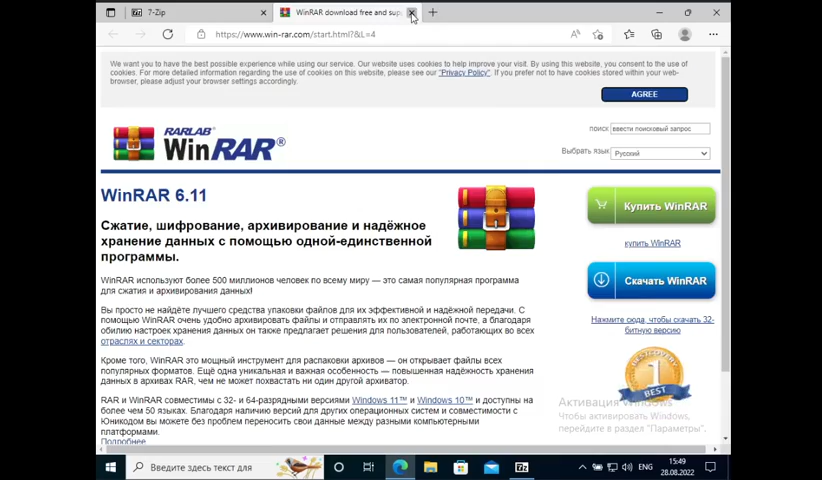 7-Zip
WinRAR download free and supp
https://www.win-rar.com/start.html?&L=4
We want you to have the best possible experience while using our service. Our website uses cookies to help improve your visit. By using this webpage, you consent to the use of
cookies. For more detailed information regarding the use of cookies on this website, please see our "Privacy Policy". If you prefer not to have cookies stored within your web-
browser, please adjust your browser settings accordingly.
AGREE
RARLAB®
WinRAR®
поиск
ввести поисковый запрос
Выбрать язык
Русский
WinRAR 6.11
Сжатие, шифрование, архивирование и надёжное
хранение данных с помощью одной-единственной
программы.
Купить WinRAR
купить WinRAR
Скачать WinRAR
Нажмите сюда, чтобы скачать 32-
битную версию
WinRAR используют более 500 миллионов человек по всему миру — это самая популярная программа
для сжатия и архивирования данных!
Вы просто не найдёте лучшего средства упаковки файлов для их эффективной и надёжной передачи. С
помощью WinRAR очень удобно архивировать файлы и отправлять их по электронной почте, а благодаря
обилию настроек хранения данных он также предлагает решения для пользователей, работающих во всех
отраслях и секторах.
Кроме того, WinRAR это мощный инструмент для распаковки архивов — он открывает файлы всех
популярных форматов. Ещё одна уникальная и важная особенность — повышенная надёжность хранения
данных в архивах RAR, чем не может похвастать ни один другой архиватор.
RAR и WinRAR совместимы с 32- и 64-разрядными версиями Windows 11™ и Windows 10™ и доступны на
более чем 50 языках. Благодаря наличию версий для других операционных систем и совместимости с
Юникодом вы можете без проблем переносить свои данные между разными компьютерными
платформами.
Подробнее
1
BEST
Активация Windows
Чтобы активировать Windows,
перейдите в раздел "Параметры".
Введите здесь текст для
ENG
15:49
28.08.2022